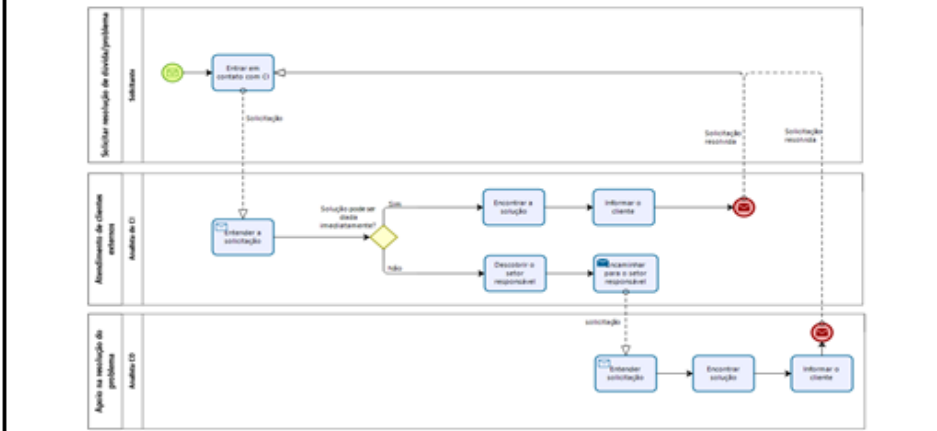 Solicitar resolução de dúvida/problema
Solicitante
Entrar em
contato com CI
Solicitação
Solicitação
resolvida
Solicitação
resolvida
Atendimento de clientes
externos
Analista de CI
Entender a
solicitação
Solução pode ser
dada
imediatamente?
Sim
Encontrar a
solução
Informar o
cliente
Não
Descobrir o
setor
responsável
Encaminhar
para o setor
responsável
solicitação
Apoio na resolução do
problema
Analista
Entender
solicitação
Encontrar
solução
Informar o
cliente